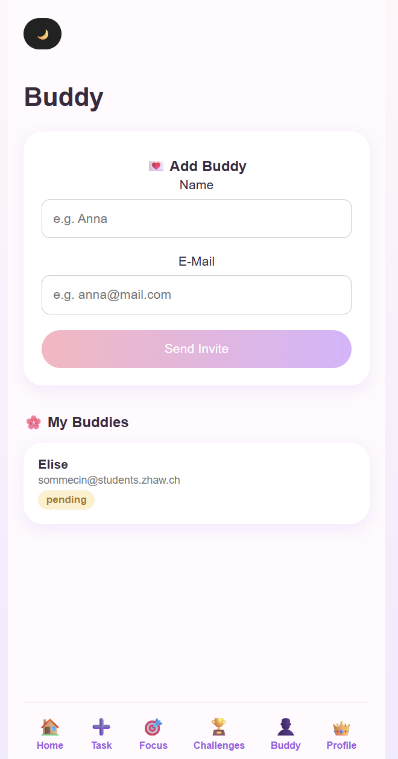 Buddy
Add Buddy
Name
e.g. Anna
E-Mail
e.g. anna@mail.com
Send Invite
My Buddies
Elise
sommecin@students.zhaw.ch
pending
Home Task Focus Challenges Buddy Profile